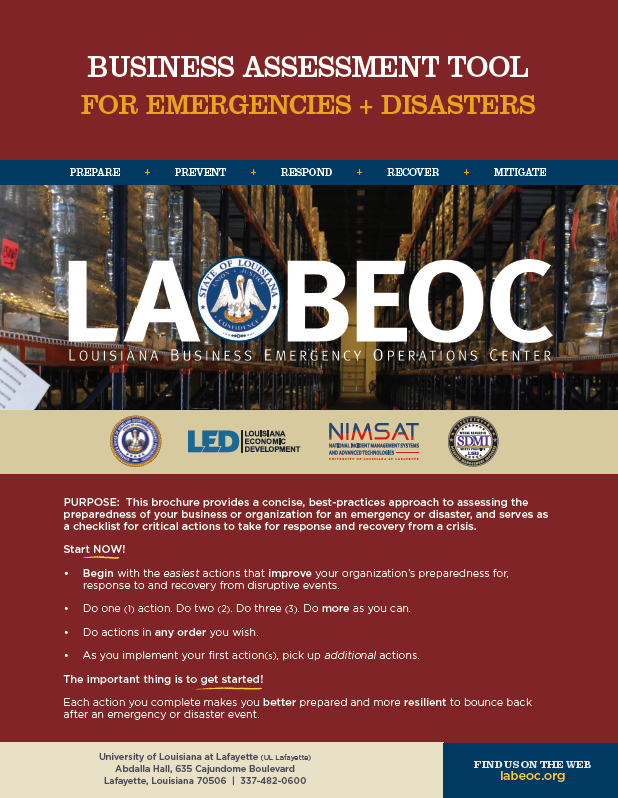 BUSINESS ASSESSMENT TOOL
FOR EMERGENCIES + DISASTERS
PREPARE + PREVENT + RESPOND + RECOVER + MITIGATE
LA BEOC
STATE OF LOUISIANA
UNION JUSTICE
CONFIDENCE
LOUISIANA BUSINESS EMERGENCY OPERATIONS CENTER
LED LOUISIANA
ECONOMIC
DEVELOPMENT
NIMSAT
NATIONAL INCIDENT MANAGEMENT SYSTEMS
AND ADVANCED TECHNOLOGIES
UNIVERSITY OF LOUISIANA AT LAFAYETTE
SDMI
LSU
PURPOSE: This brochure provides a concise, best-practices approach to assessing the
preparedness of your business or organization for an emergency or disaster, and serves as
a checklist for critical actions to take for response and recovery from a crisis.
Start NOW!
• Begin with the easiest actions that improve your organization's preparedness for,
response to and recovery from disruptive events.
• Do one (1) action. Do two (2). Do three (3). Do more as you can.
• Do actions in any order you wish.
• As you implement your first action(s), pick up additional actions.
The important thing is to get started!
Each action you complete makes you better prepared and more resilient to bounce back
after an emergency or disaster event.
University of Louisiana at Lafayette (UL Lafayette)
Abdalla Hall, 635 Cajundome Boulevard
Lafayette, Louisiana 70506 | 337-482-0600
FIND US ON THE WEB
labeoc.org